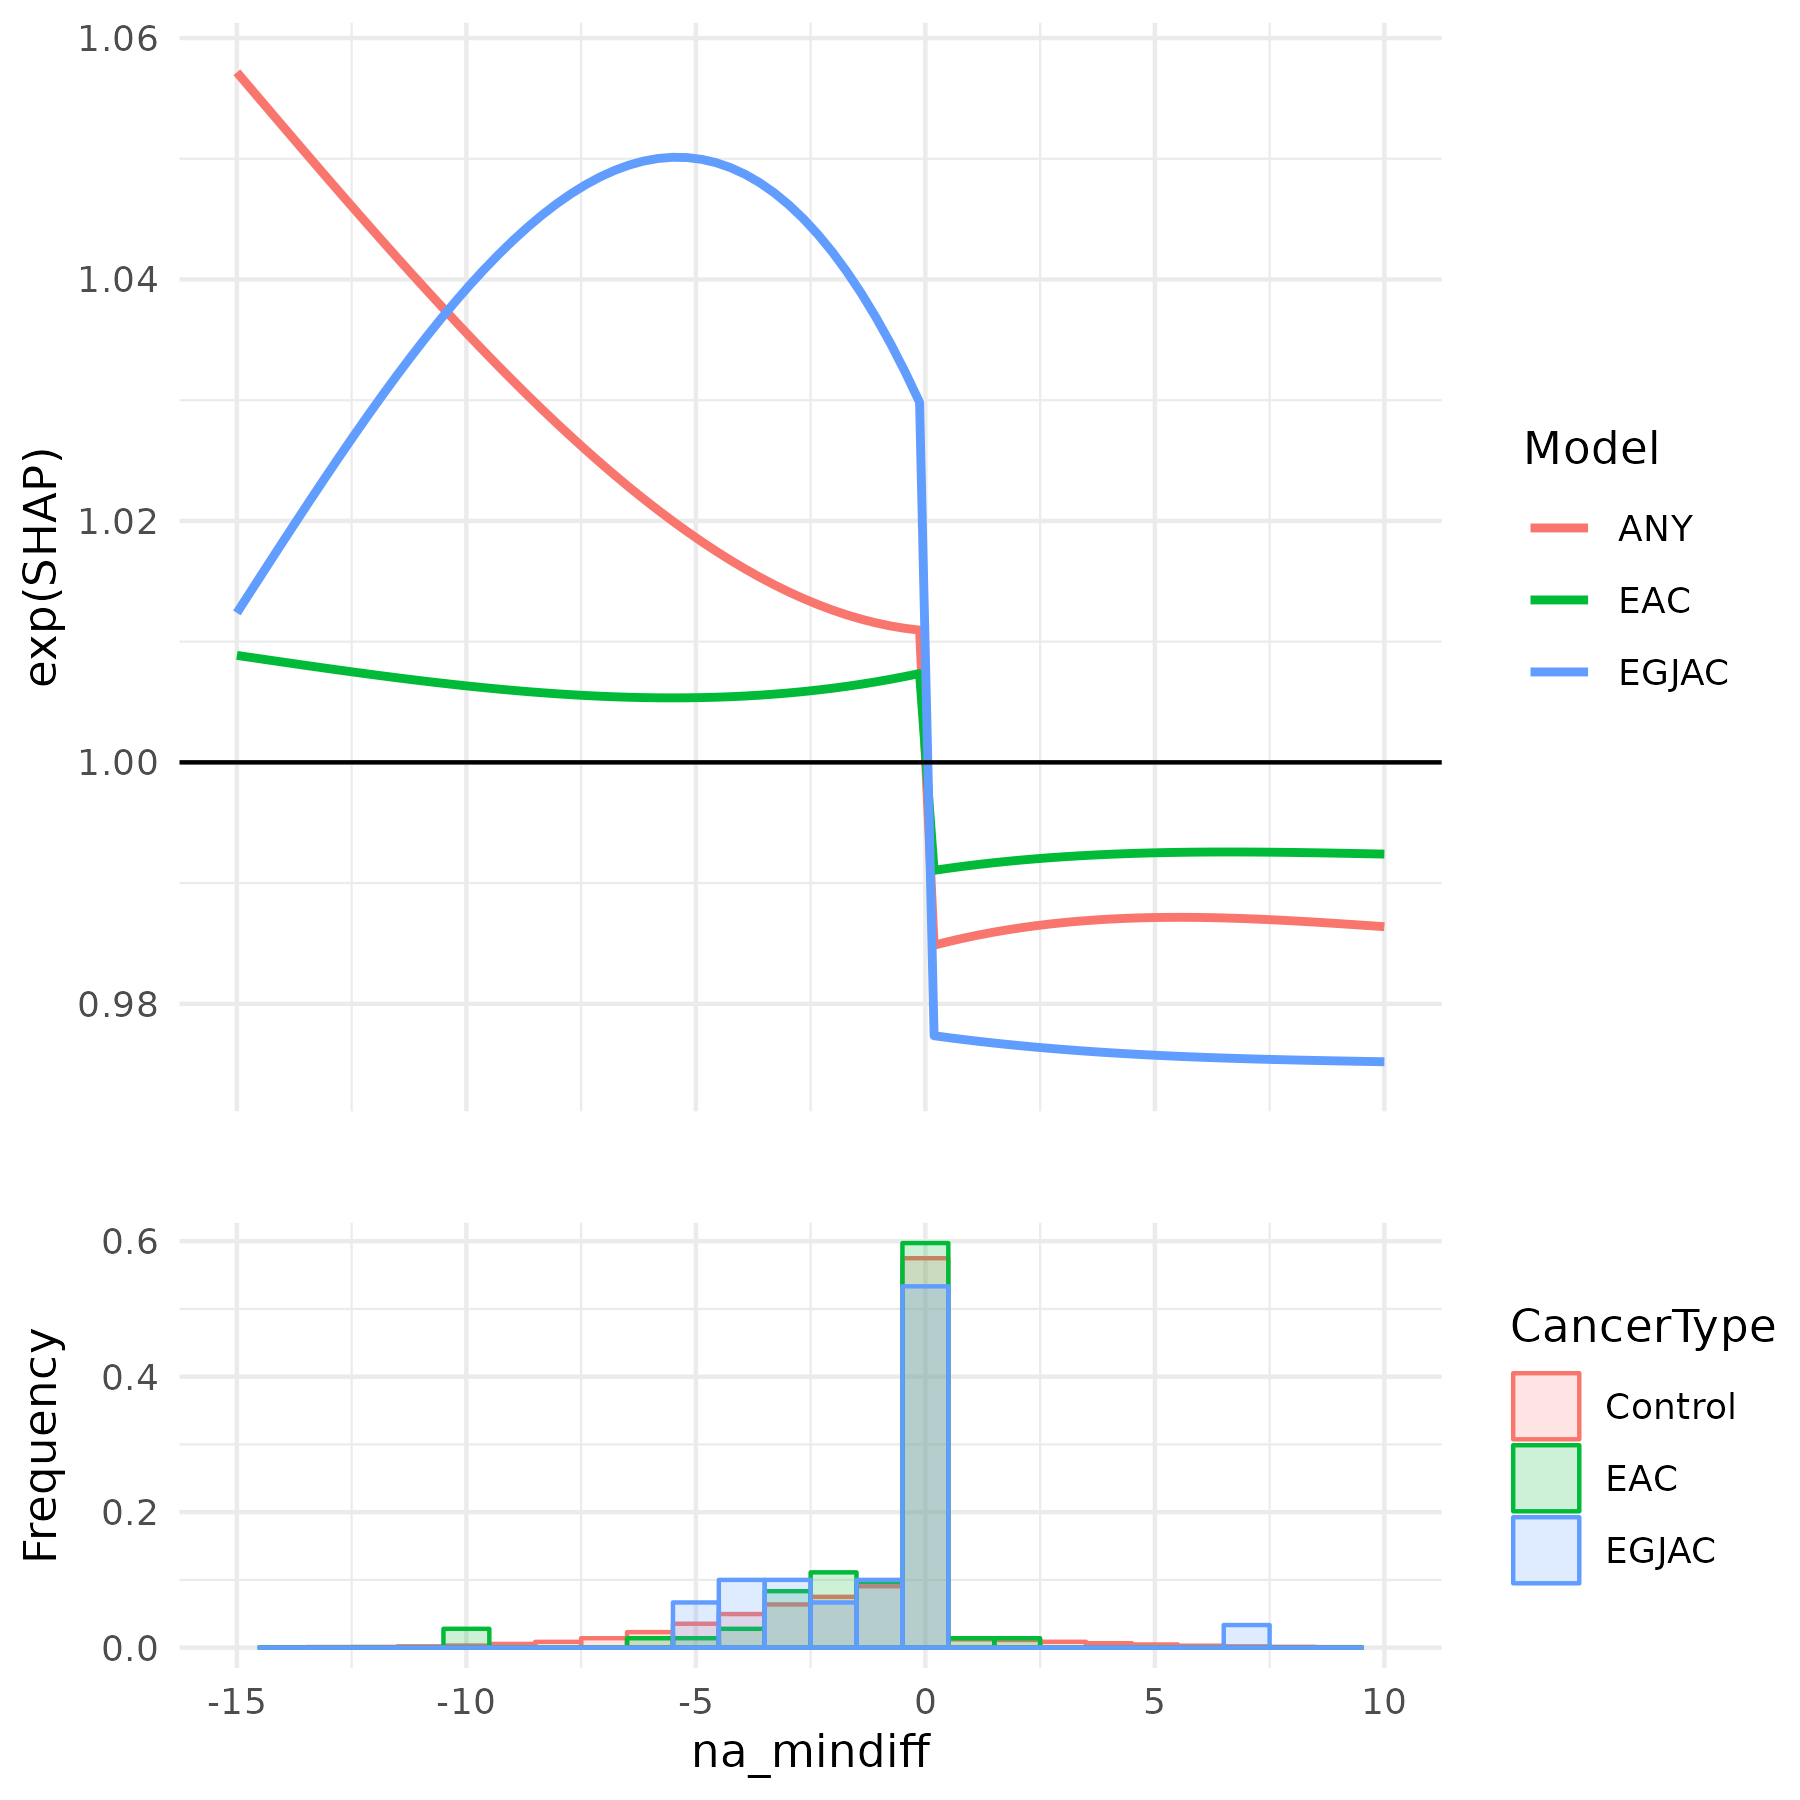 1.06
1.04
1.02
1.00
0.98
exp(SHAP)
Model
ANY
EAC
EGJAC
0.6
0.4
0.2
0.0
Frequency
-15 -10 -5 0 5 10
na_mindiff
CancerType
Control
EAC
EGJAC